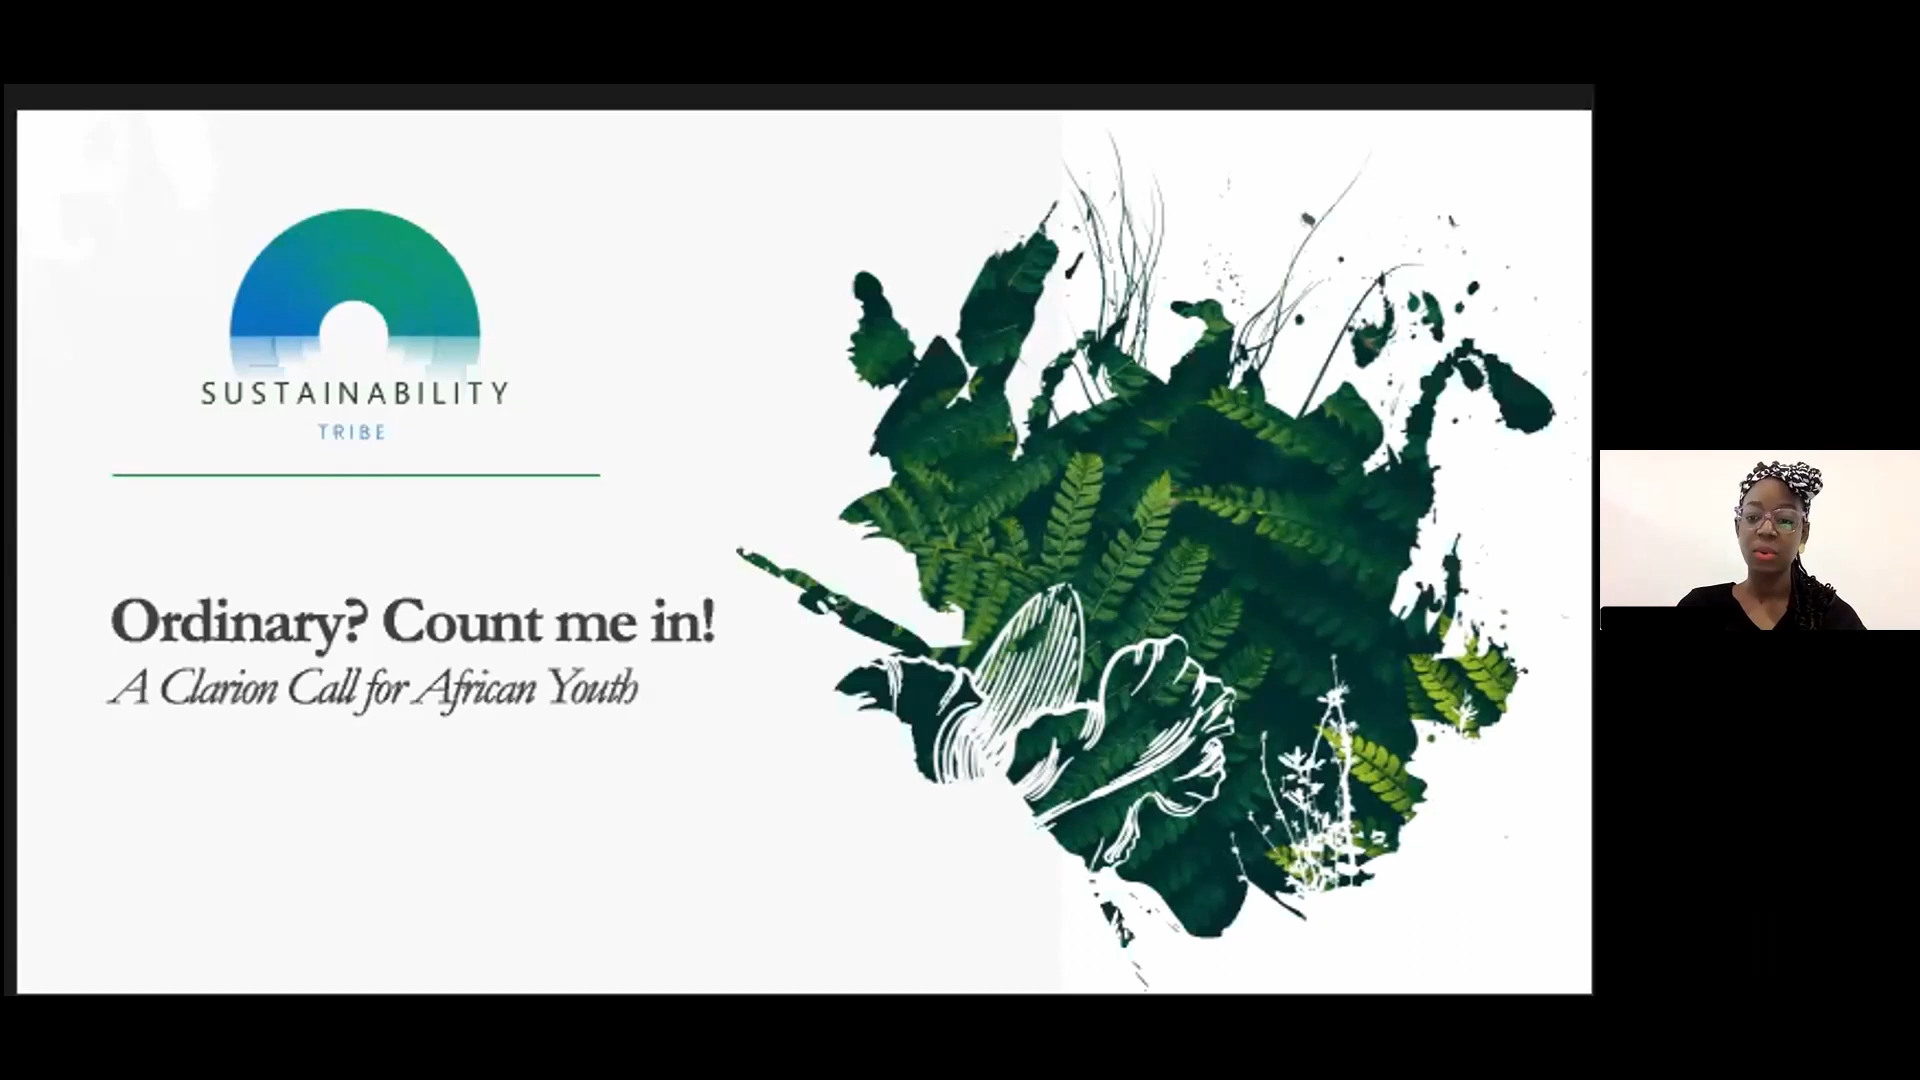 SUSTAINABILITY
TRIBE
Ordinary? Count me in!
A Clarion Call for African Youth